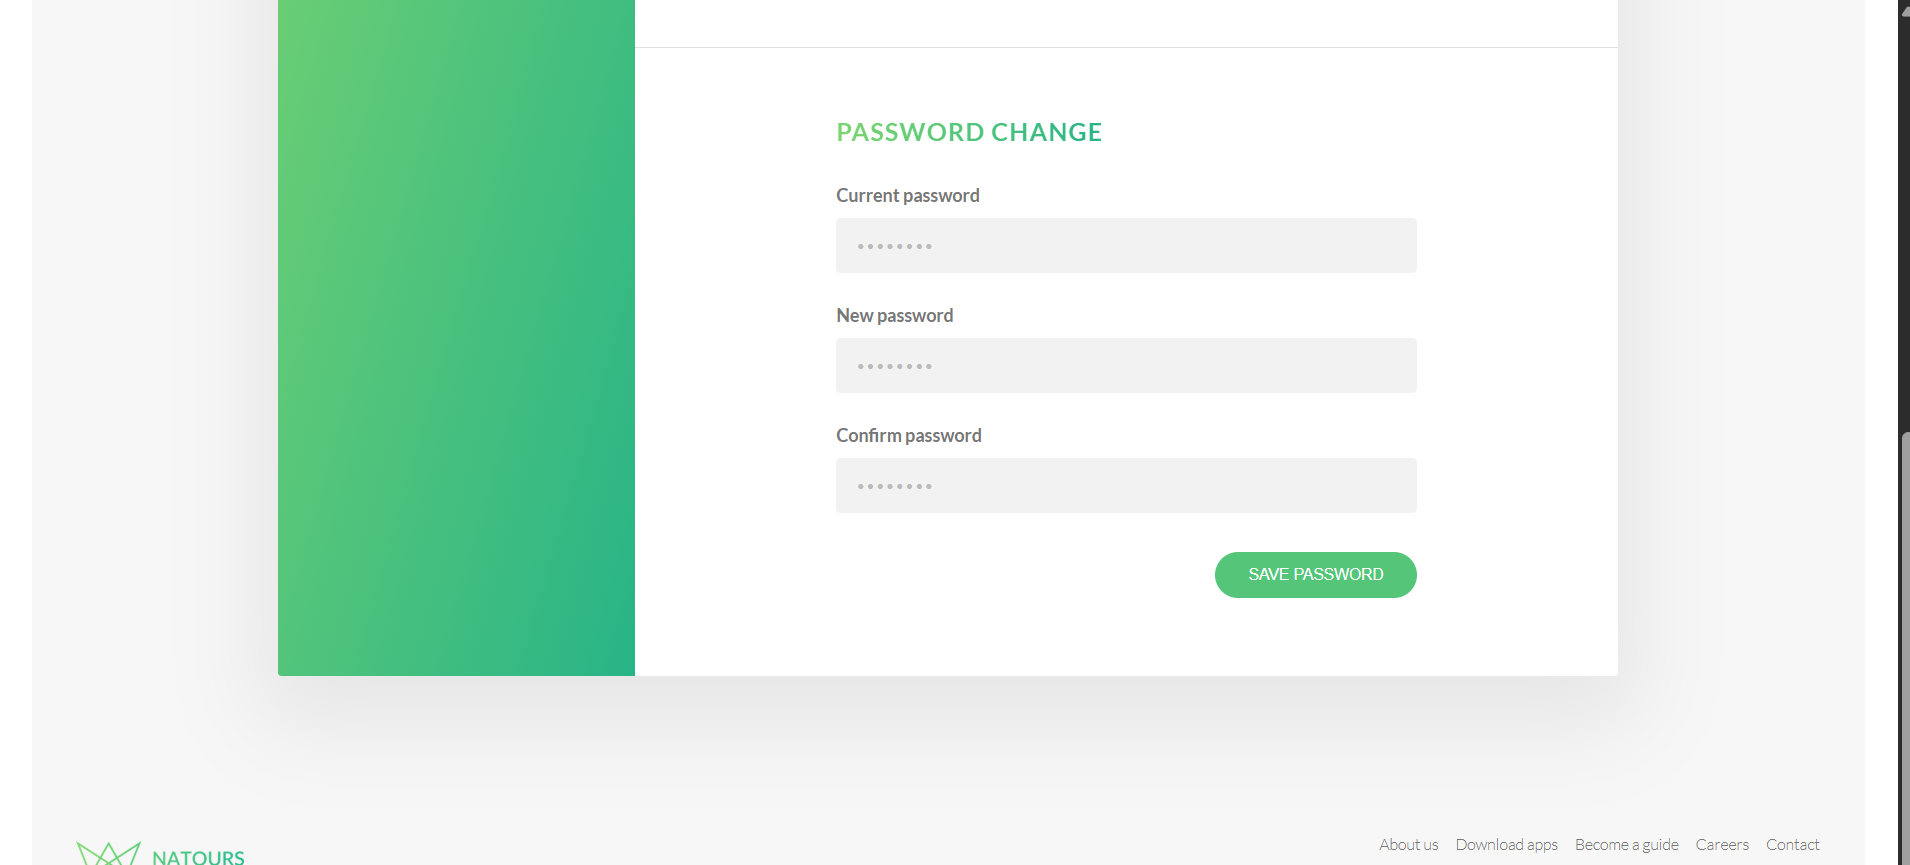 PASSWORD CHANGE
Current password
••••••••
New password
••••••••
Confirm password
••••••••
SAVE PASSWORD
NATOURS
About us Download apps Become a guide Careers Contact